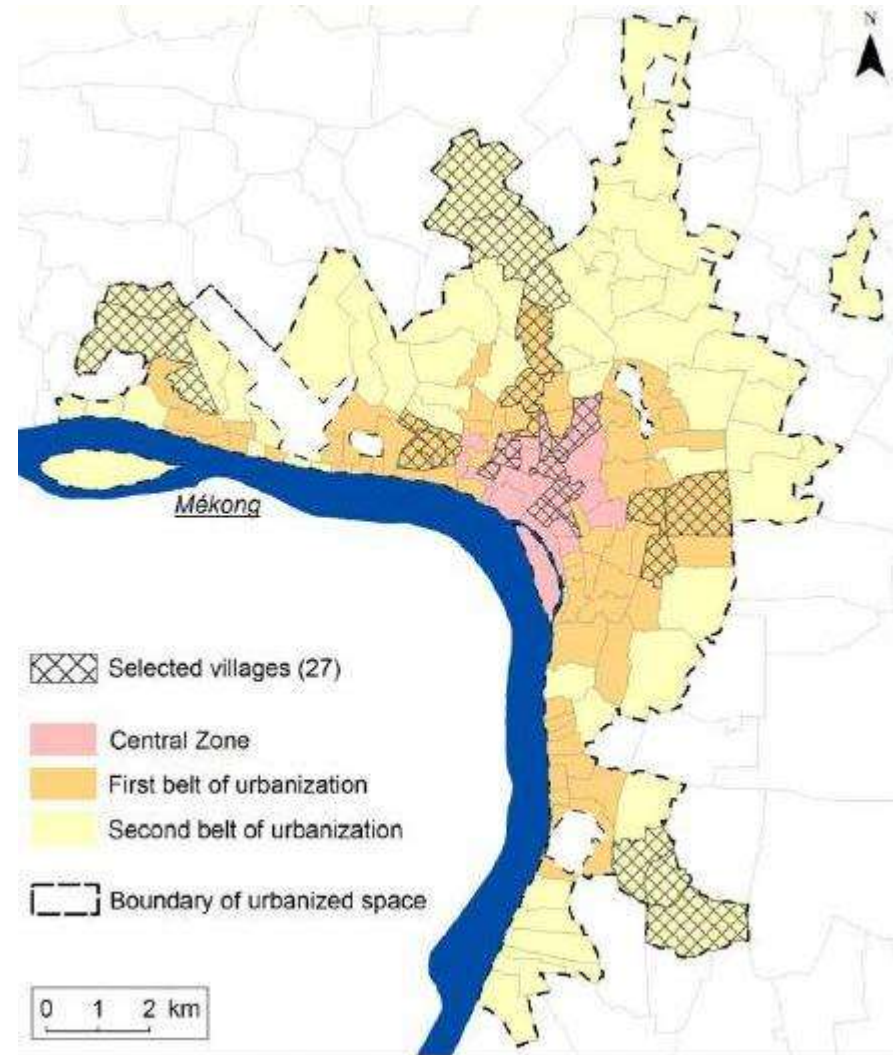 N
Mékong
Selected villages (27)
Central Zone
First belt of urbanization
Second belt of urbanization
Boundary of urbanized space
0 1 2 km